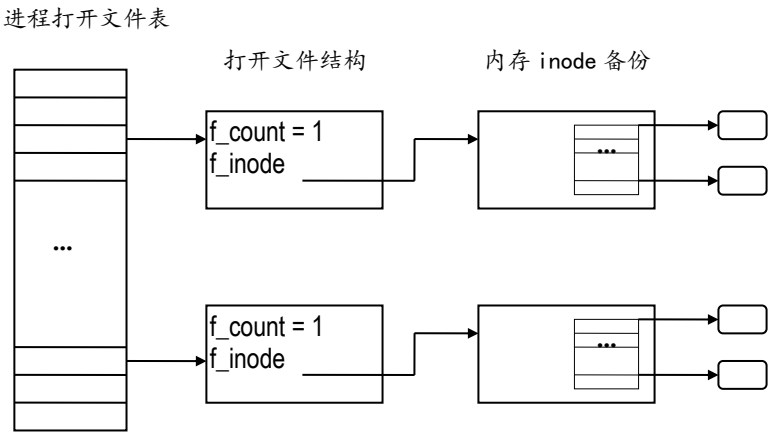 进程打开文件表
打开文件结构
内存 inode 备份
f_count = 1
f_inode
...
...
f_count = 1
f_inode
...